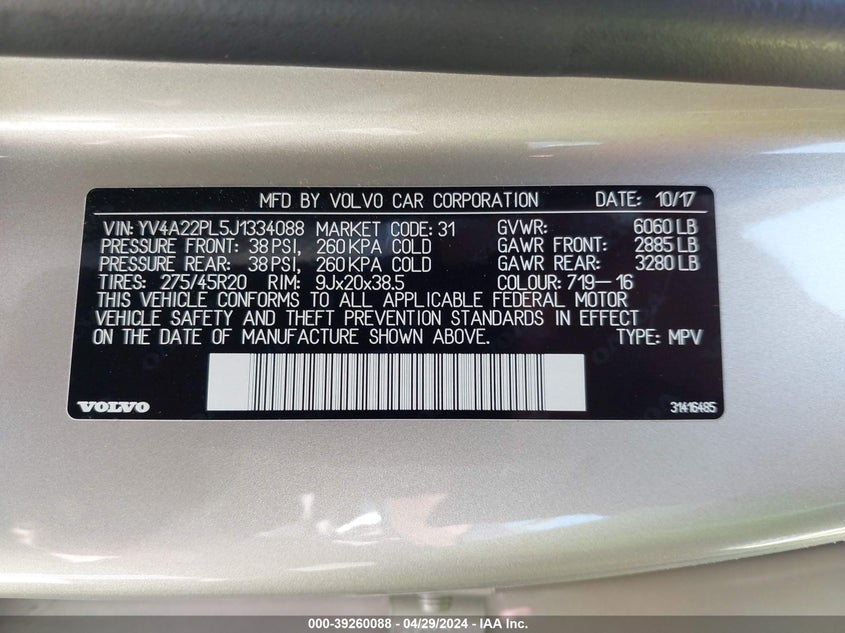 MFD BY VOLVO CAR CORPORATION DATE: 10/17
VIN: YV4A22PL5J1334088 MARKET CODE: 31 GVWR: 6060 LB
PRESSURE FRONT: 38 PSI, 260 KPA COLD GAWR FRONT: 2885 LB
PRESSURE REAR: 38 PSI, 260 KPA COLD GAWR REAR: 3280 LB
TIRES: 275/45R20 RIM: 9Jx20x38.5 COLOUR: 719-16
THIS VEHICLE CONFORMS TO ALL APPLICABLE FEDERAL MOTOR
VEHICLE SAFETY AND THEFT PREVENTION STANDARDS IN EFFECT
ON THE DATE OF MANUFACTURE SHOWN ABOVE. TYPE: MPV
VOLVO 31416485
000-39260088 - 04/29/2024 - IAA Inc.